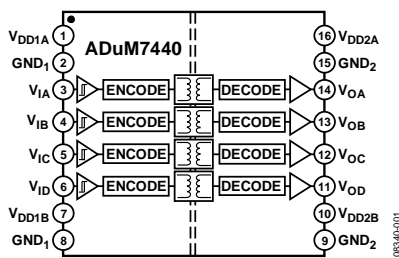 ADuM7440
VDD1A 1 16 VDD2A
GND1 2 15 GND2
VIA 3 ENCODE DECODE 14 VOA
VIB 4 ENCODE DECODE 13 VOB
VIC 5 ENCODE DECODE 12 VOC
VID 6 ENCODE DECODE 11 VOD
VDD1B 7 10 VDD2B
GND1 8 9 GND2
08340-001